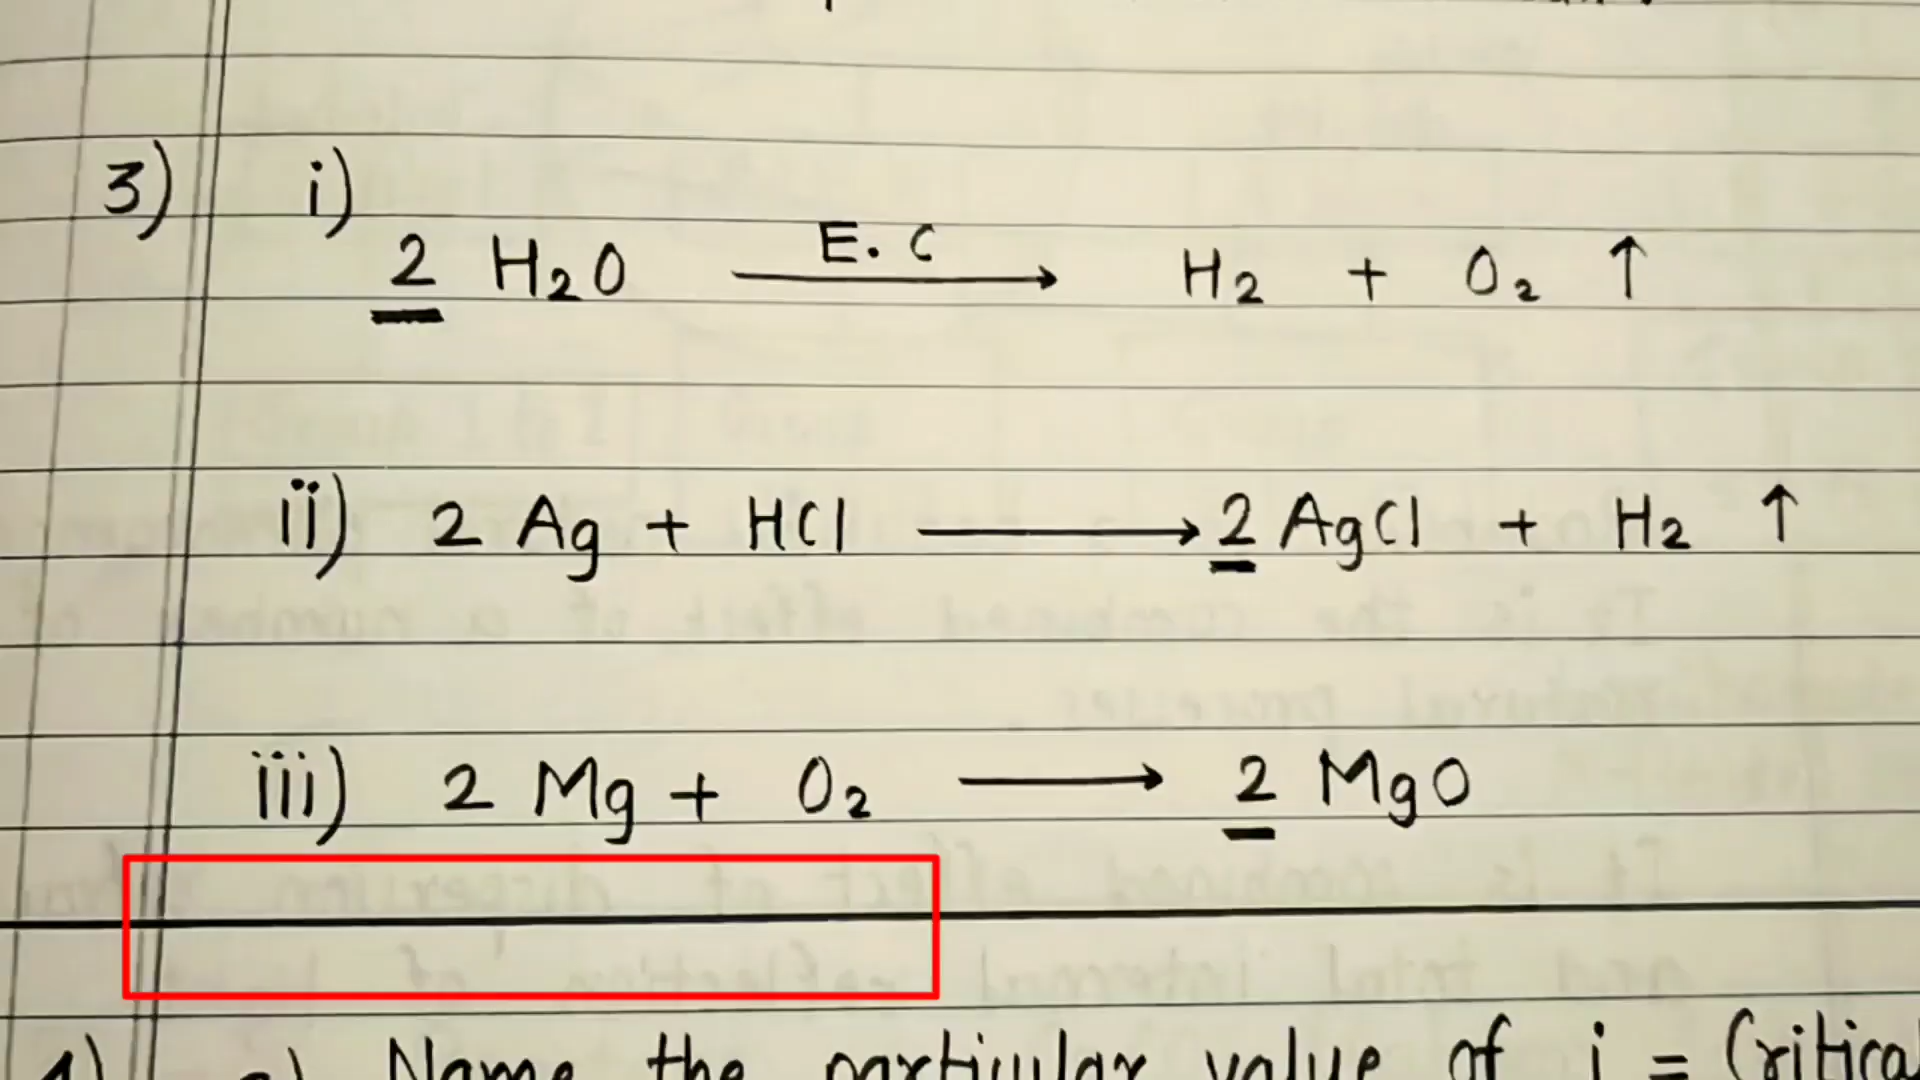 3) i)
2 H₂O E. C → H₂ + O₂ ↑
ii) 2 Ag + HCl → 2 AgCl + H₂ ↑
iii) 2 Mg + O₂ → 2 MgO
a) Name the particular value of i = Critical